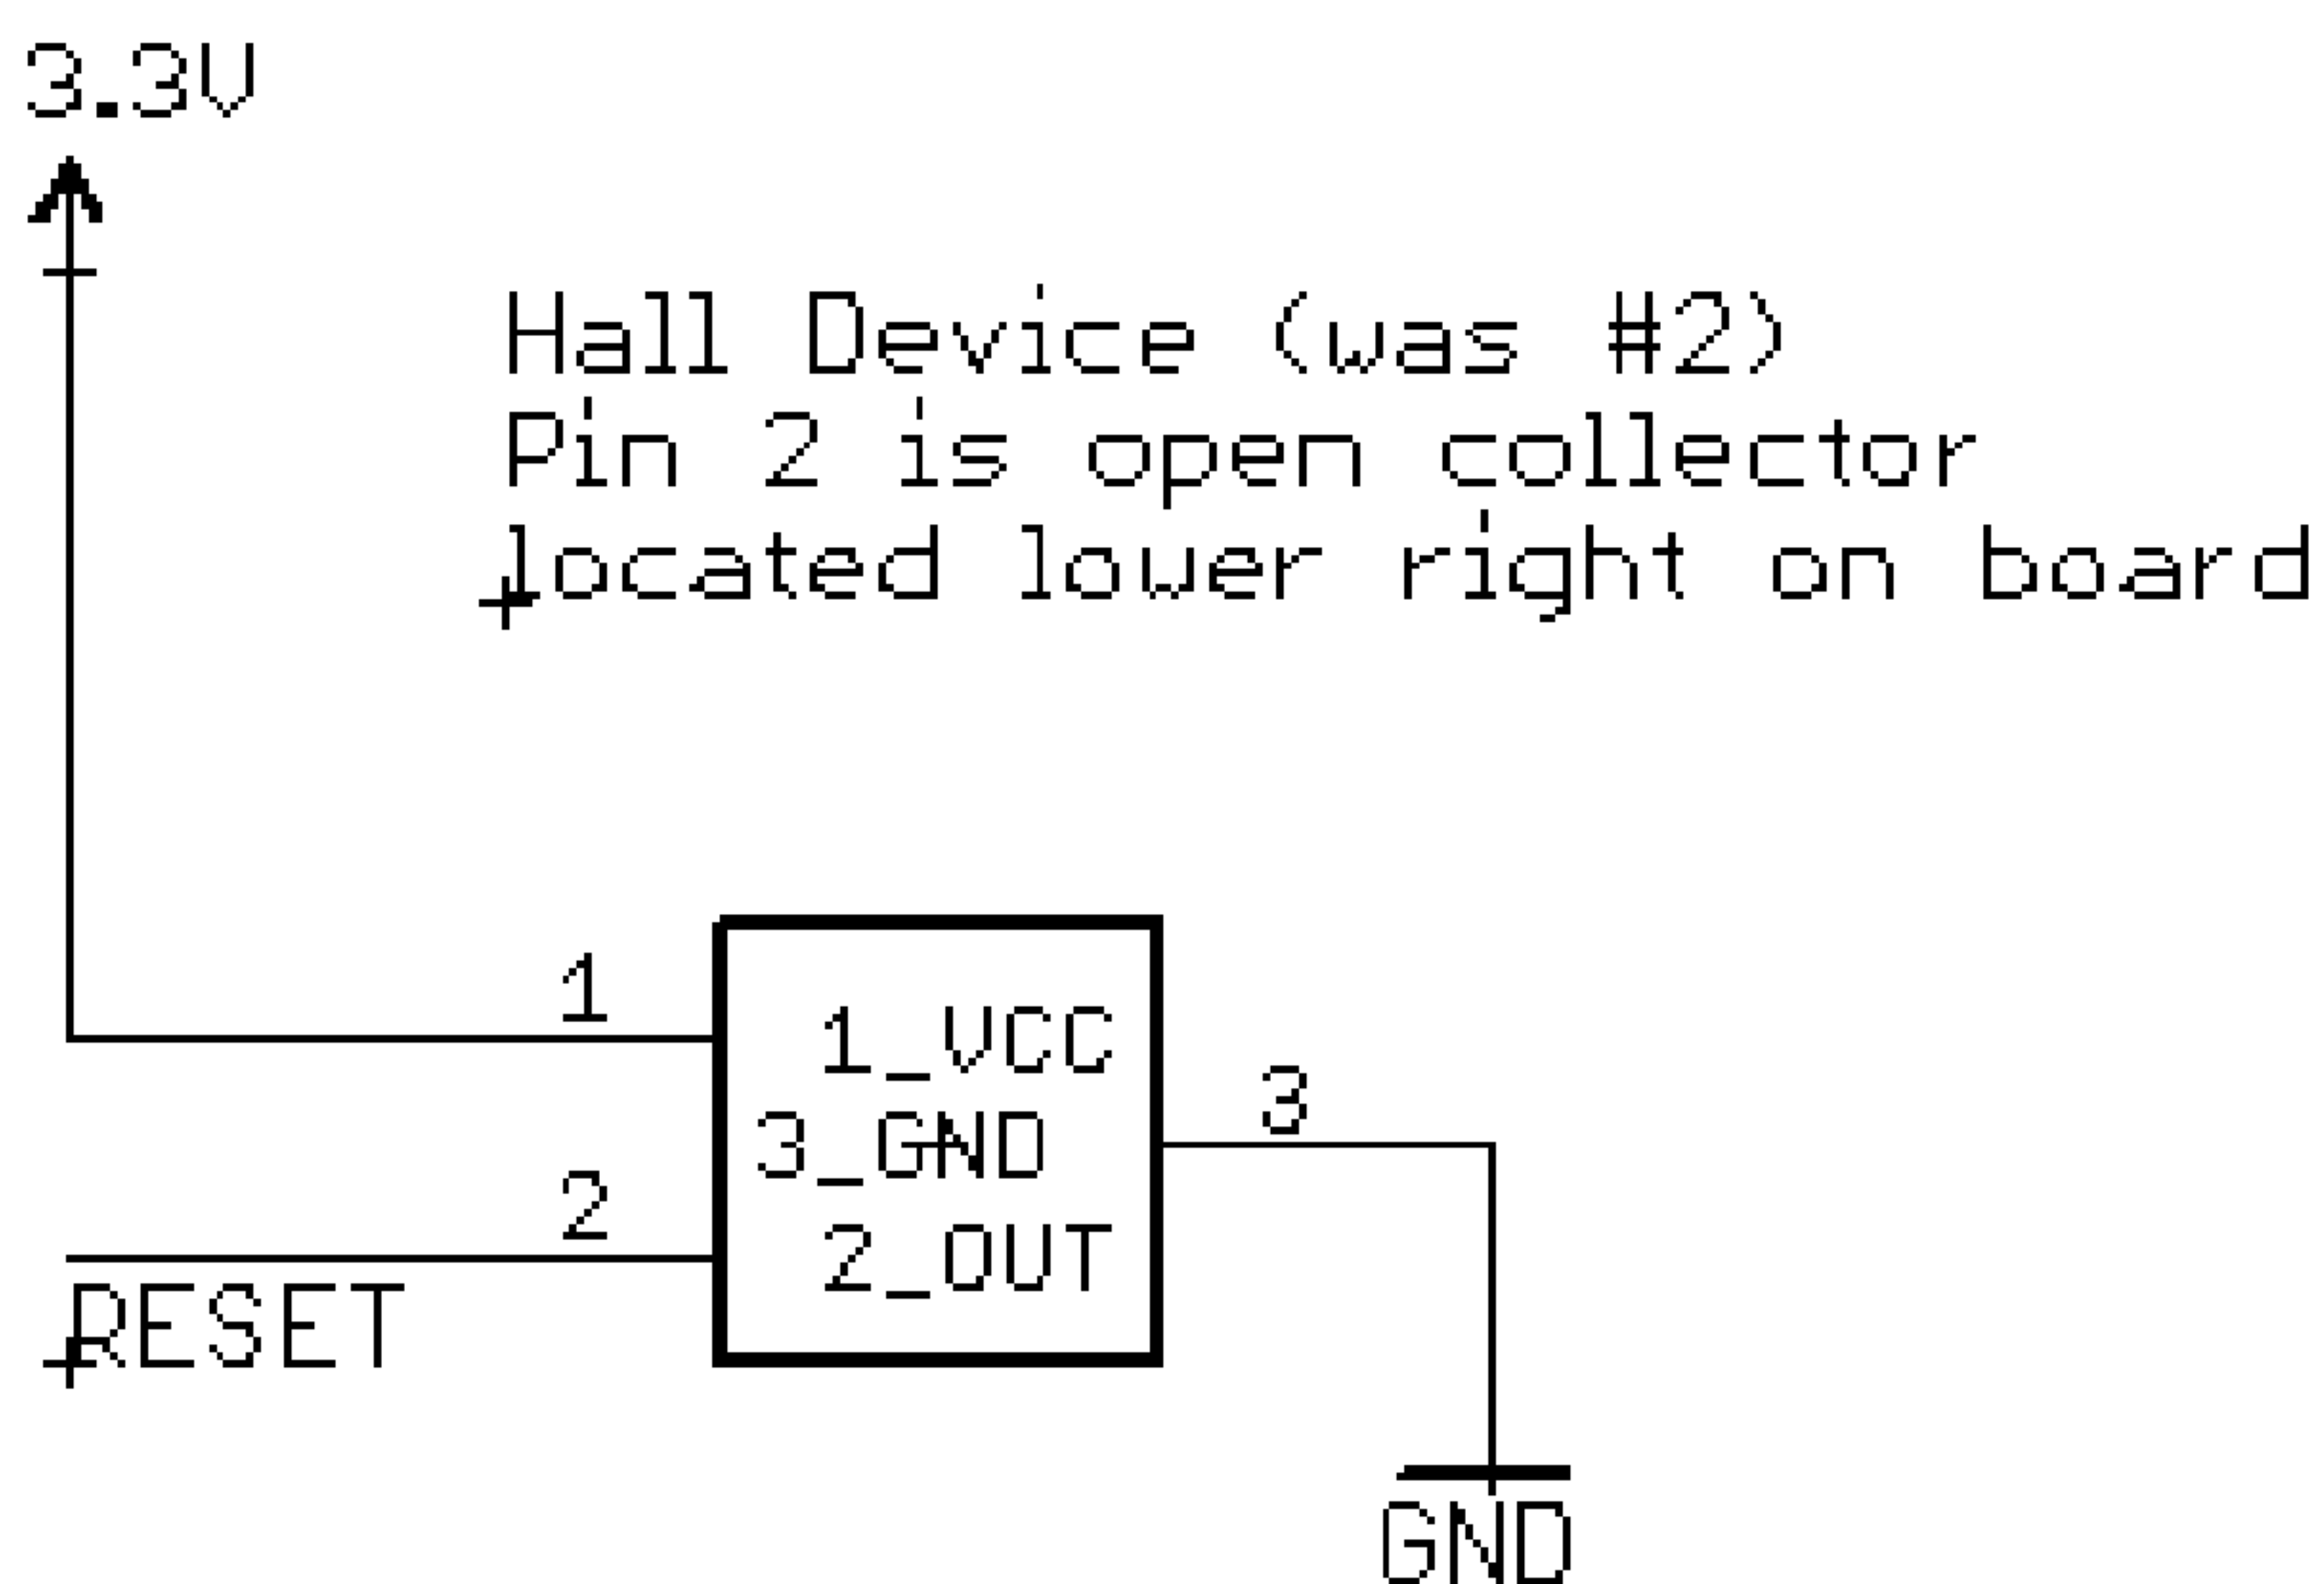 3.3V
Hall Device (was #2)
Pin 2 is open collector
located lower right on board
1
1_VCC
3
3_GND
2
2_OUT
RESET
GND